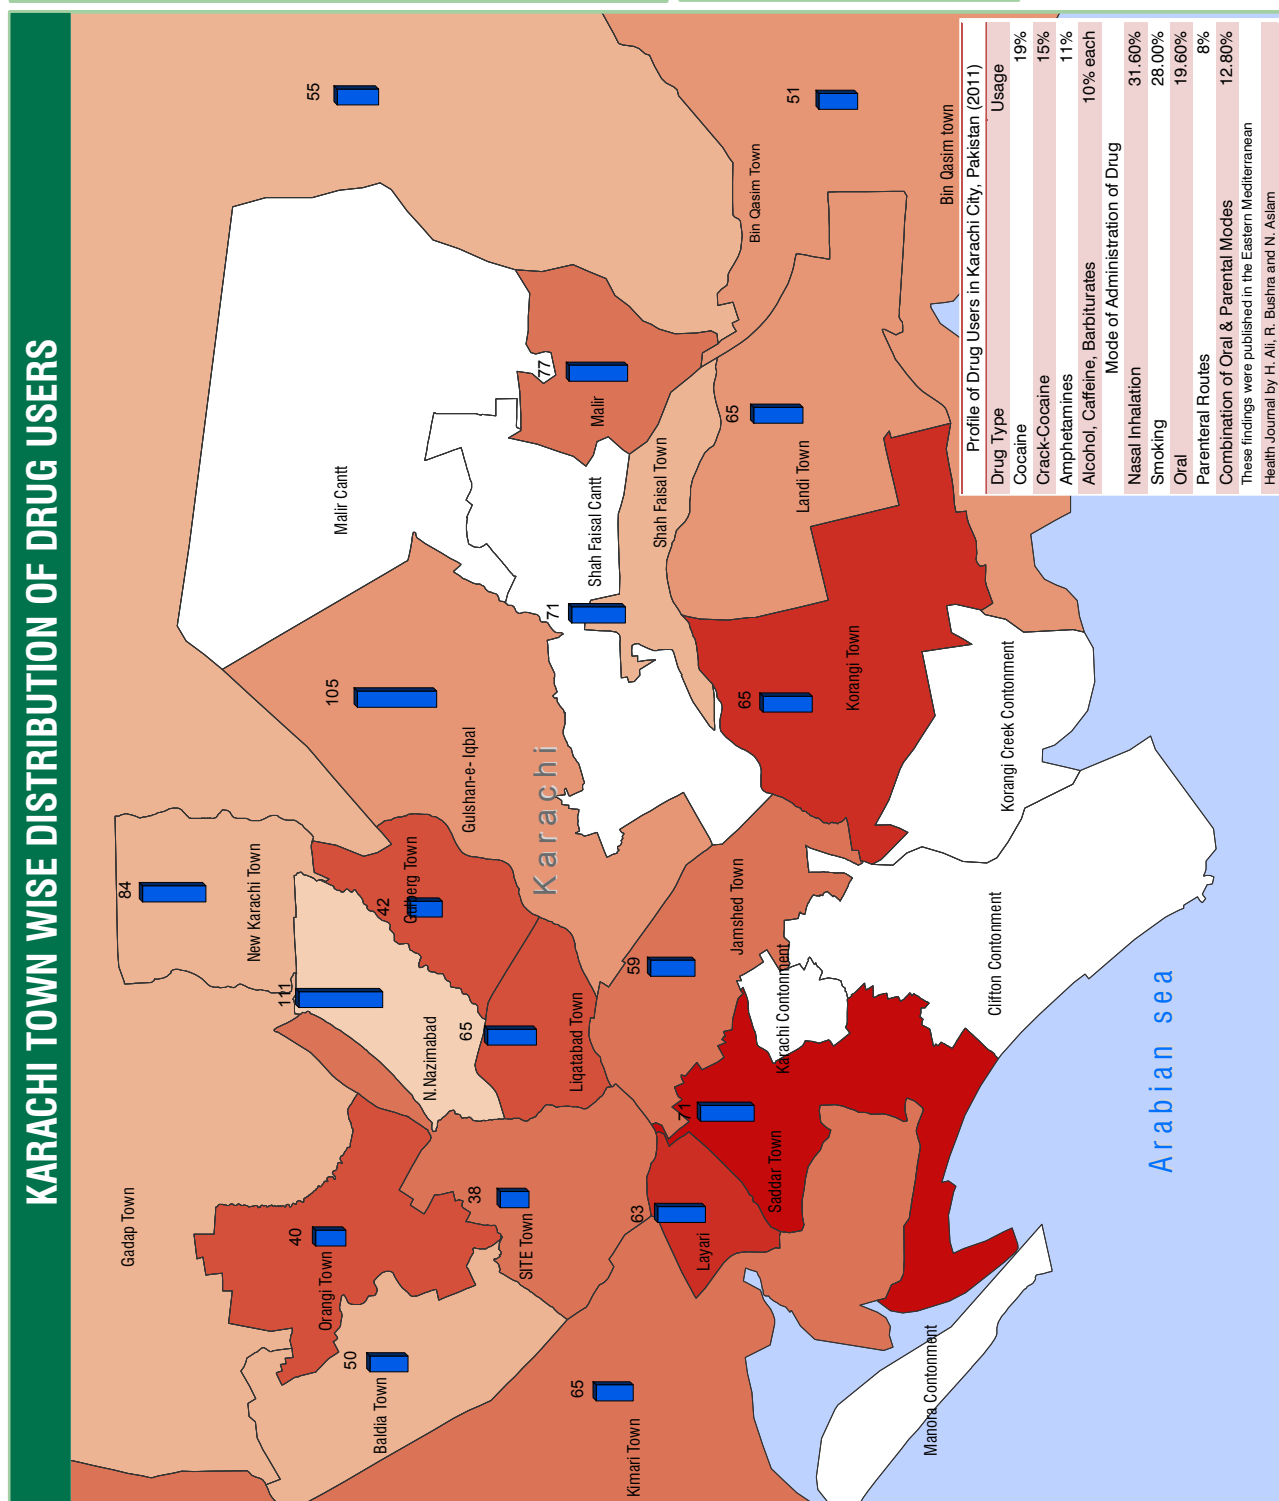 KARACHI TOWN WISE DISTRIBUTION OF DRUG USERS
Gadap Town
55
84
New Karachi Town
111
N.Nazimabad
40
Orangi Town
50
Baldia Town
42
Gulberg Town
105
Gulshan-e- Iqbal
Malir Cantt
77
Malir
71
Shah Faisal Cantt
Shah Faisal Town
Karachi
65
Liqatabad Town
38
SITE Town
65
Kimari Town
63
Layari
59
Jamshed Town
71
Saddar Town
Karachi Contonment
65
Korangi Town
65
Landi Town
Bin Qasim Town
51
Bin Qasim town
Korangi Creek Contonment
Clifton Contonment
Manora Contonment
Arabian sea
Profile of Drug Users in Karachi City, Pakistan (2011)
Drug Type Usage
Cocaine 19%
Crack-Cocaine 15%
Amphetamines 11%
Alcohol, Caffeine, Barbiturates 10% each
Mode of Administration of Drug
Nasal Inhalation 31.60%
Smoking 28.00%
Oral 19.60%
Parenteral Routes 8%
Combination of Oral & Parental Modes 12.80%
These findings were published in the Eastern Mediterranean
Health Journal by H. Ali, R. Bushra and N. Aslam